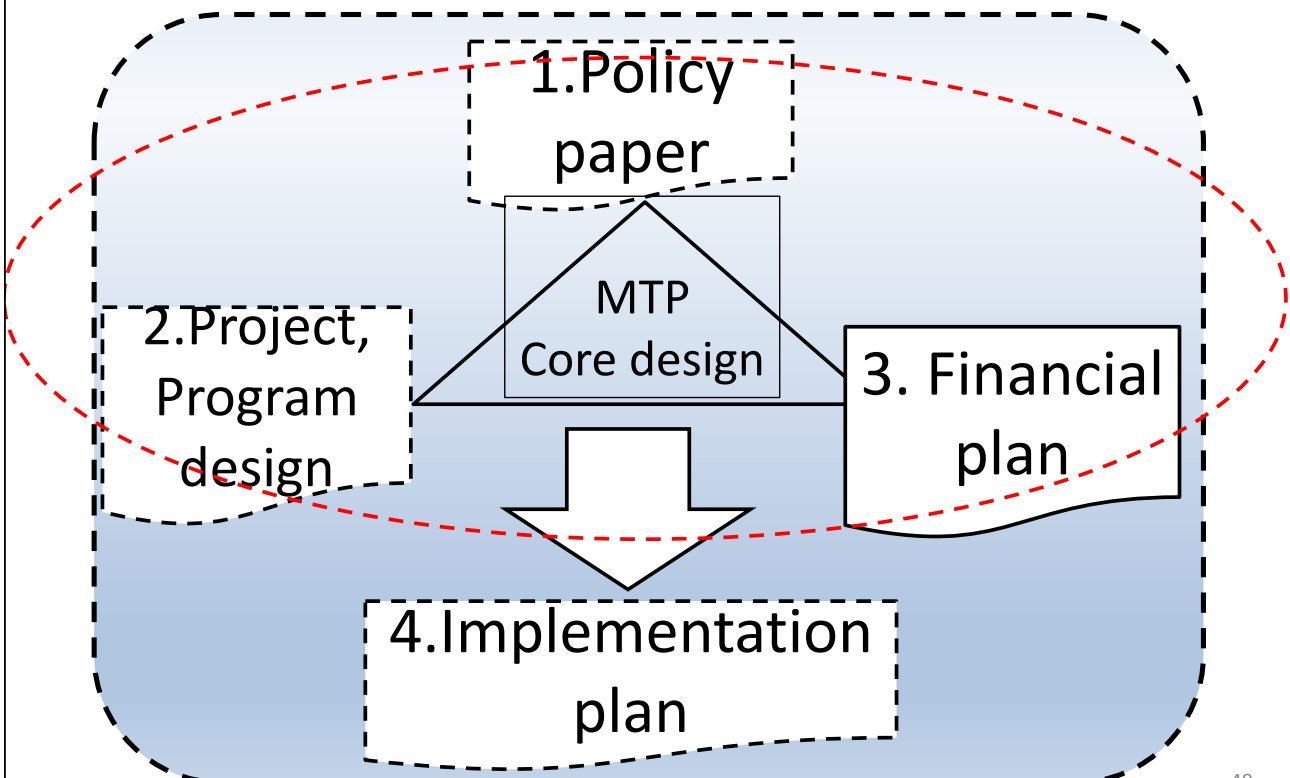 1.Policy
paper
MTP
Core design
2.Project,
Program
design
3. Financial
plan
4.Implementation
plan